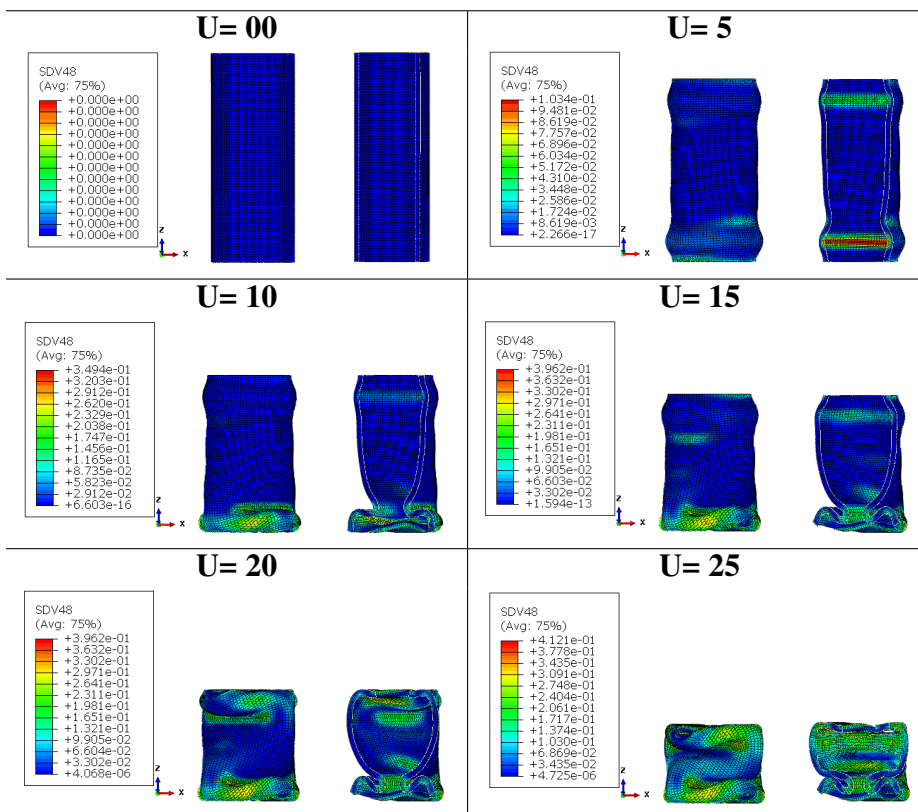 U= 00
SDV48
(Avg: 75%)
+0.000e+00
+0.000e+00
+0.000e+00
+0.000e+00
+0.000e+00
+0.000e+00
+0.000e+00
+0.000e+00
+0.000e+00
+0.000e+00
+0.000e+00
+0.000e+00
+0.000e+00
Z
X
U= 5
SDV48
(Avg: 75%)
+1.034e-01
+9.481e-02
+8.619e-02
+7.757e-02
+6.896e-02
+6.034e-02
+5.172e-02
+4.310e-02
+3.448e-02
+2.586e-02
+1.724e-02
+8.619e-03
+2.266e-17
Z
X
U= 10
SDV48
(Avg: 75%)
+3.494e-01
+3.203e-01
+2.912e-01
+2.620e-01
+2.329e-01
+2.038e-01
+1.747e-01
+1.456e-01
+1.165e-01
+8.735e-02
+5.823e-02
+2.912e-02
+6.603e-16
Z
X
U= 15
SDV48
(Avg: 75%)
+3.962e-01
+3.632e-01
+3.302e-01
+2.971e-01
+2.641e-01
+2.311e-01
+1.981e-01
+1.651e-01
+1.321e-01
+9.905e-02
+6.603e-02
+3.302e-02
+1.594e-13
Z
X
U= 20
SDV48
(Avg: 75%)
+3.962e-01
+3.632e-01
+3.302e-01
+2.971e-01
+2.641e-01
+2.311e-01
+1.981e-01
+1.651e-01
+1.321e-01
+9.905e-02
+6.604e-02
+3.302e-02
+4.068e-06
Z
X
U= 25
SDV48
(Avg: 75%)
+4.121e-01
+3.778e-01
+3.435e-01
+3.091e-01
+2.748e-01
+2.404e-01
+2.061e-01
+1.717e-01
+1.374e-01
+1.030e-01
+6.869e-02
+3.435e-02
+4.725e-06
Z
X